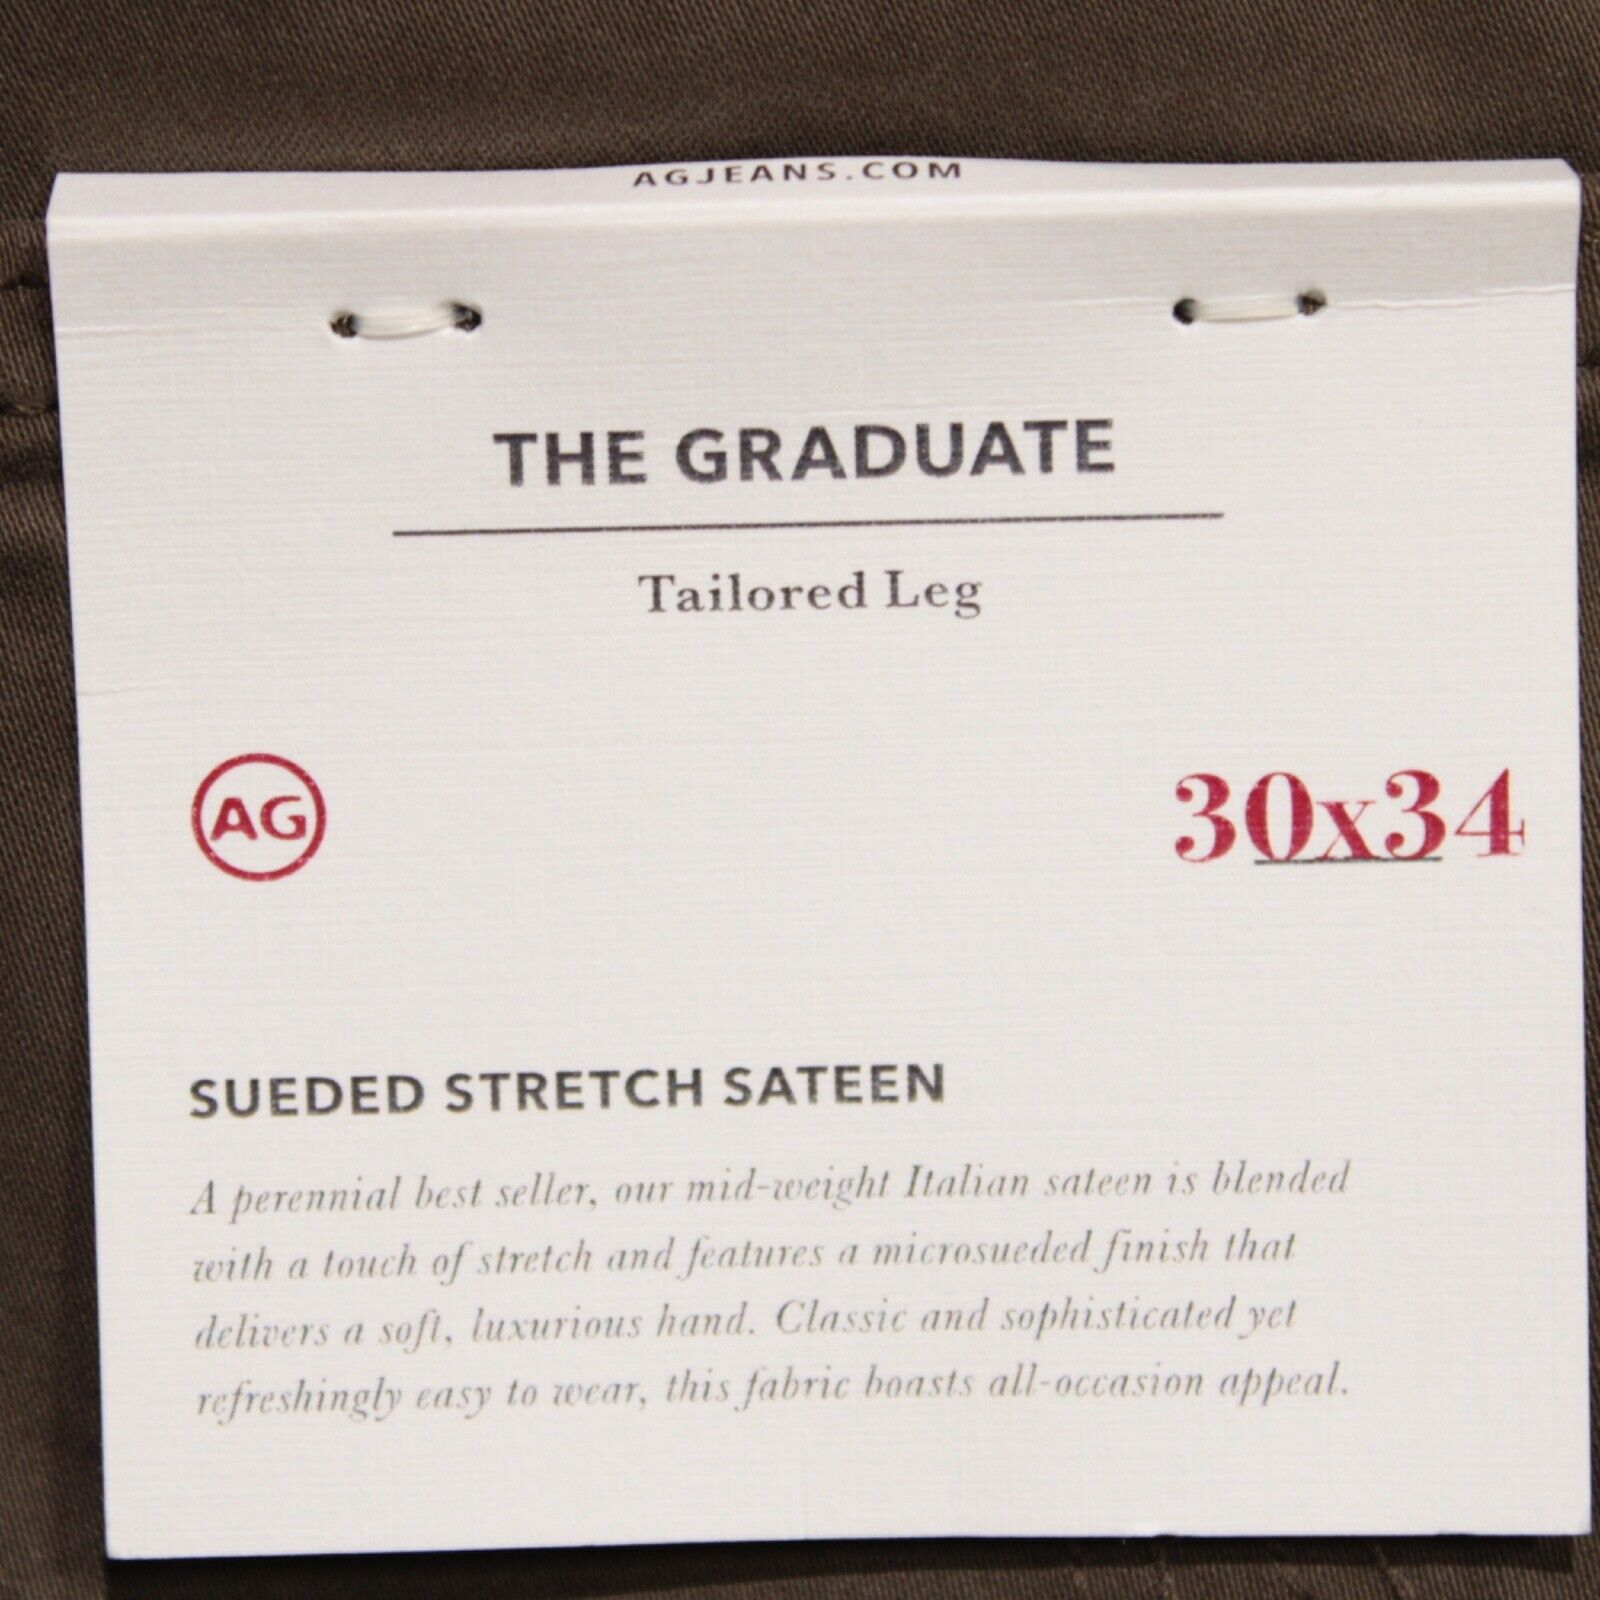 AGJEANS.COM
THE GRADUATE
Tailored Leg
AG
30x34
SUEDED STRETCH SATEEN
A perennial best seller, our mid-weight Italian sateen is blended
with a touch of stretch and features a microsueded finish that
delivers a soft, luxurious hand. Classic and sophisticated yet
refreshingly easy to wear, this fabric boasts all-occasion appeal.